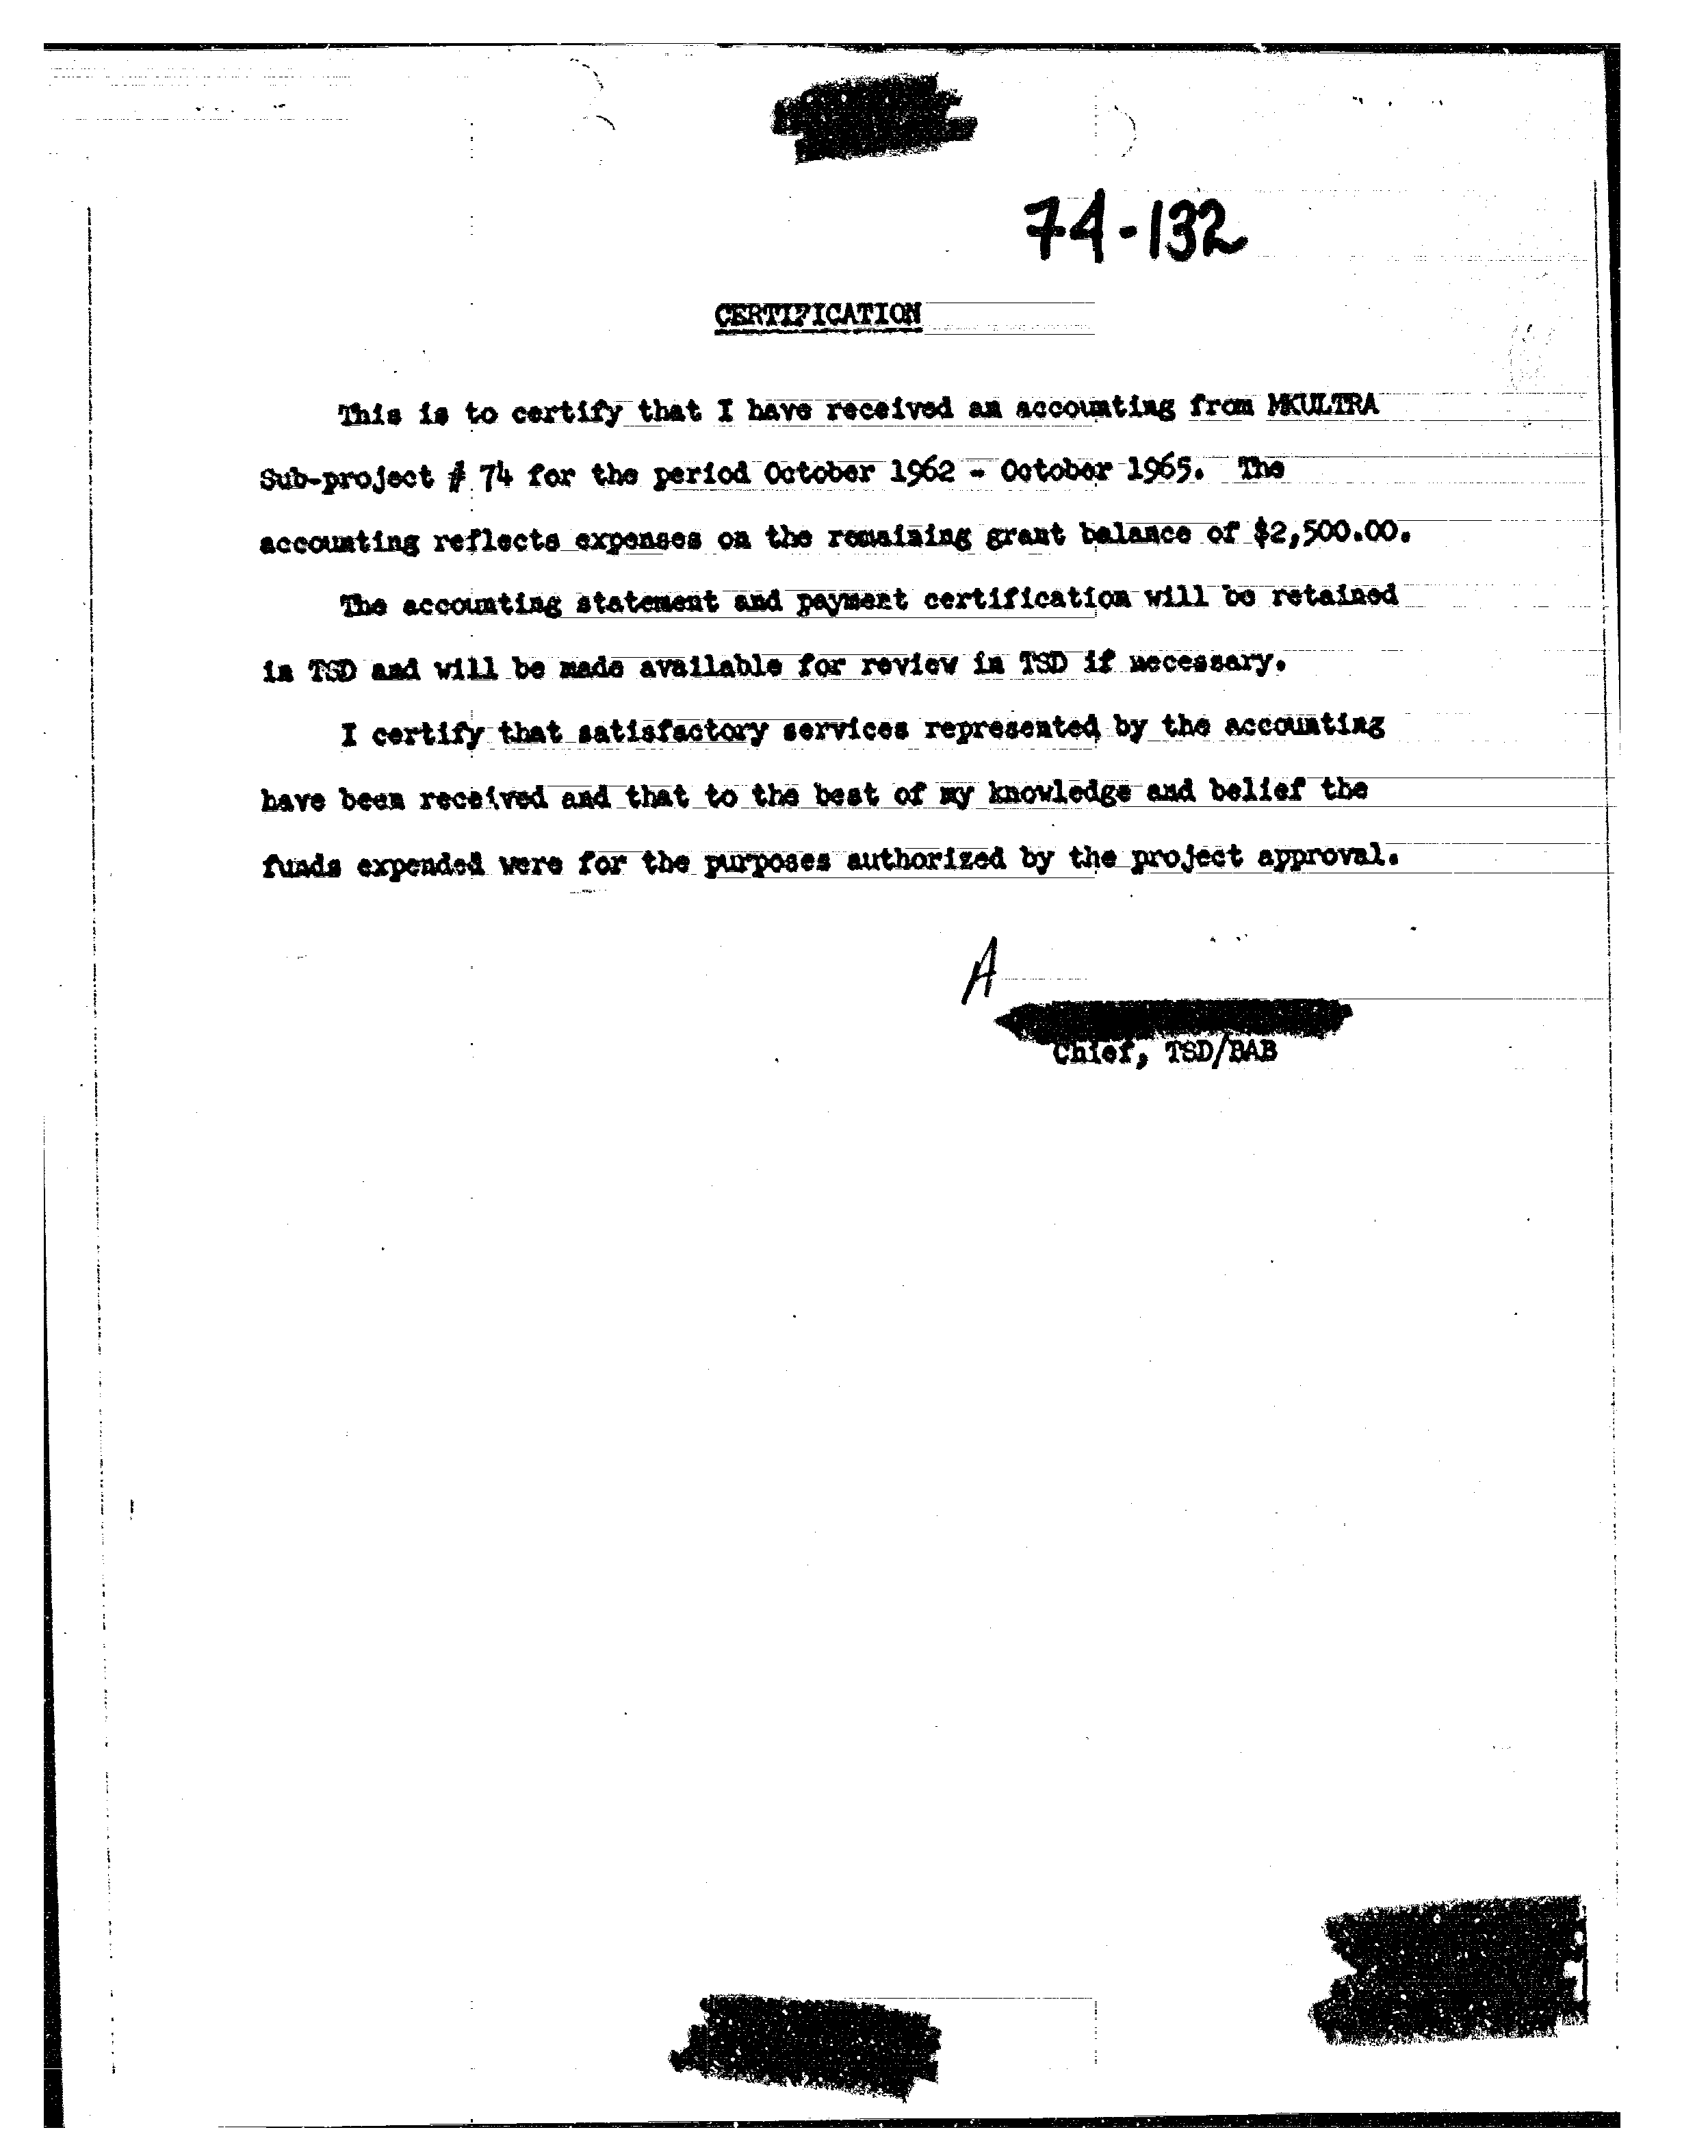 74-132
CERTIFICATION
This is to certify that I have received an accounting from MKULTRA
Sub-project # 74 for the period October 1962 - October 1965. The
accounting reflects expenses on the remaining grant balance of $2,500.00.
The accounting statement and payment certification will be retained
in TSD and will be made available for review in TSD if necessary.
I certify that satisfactory services represented by the accounting
have been received and that to the best of my knowledge and belief the
funds expended were for the purposes authorized by the project approval.
A
Chief, TSD/BAB